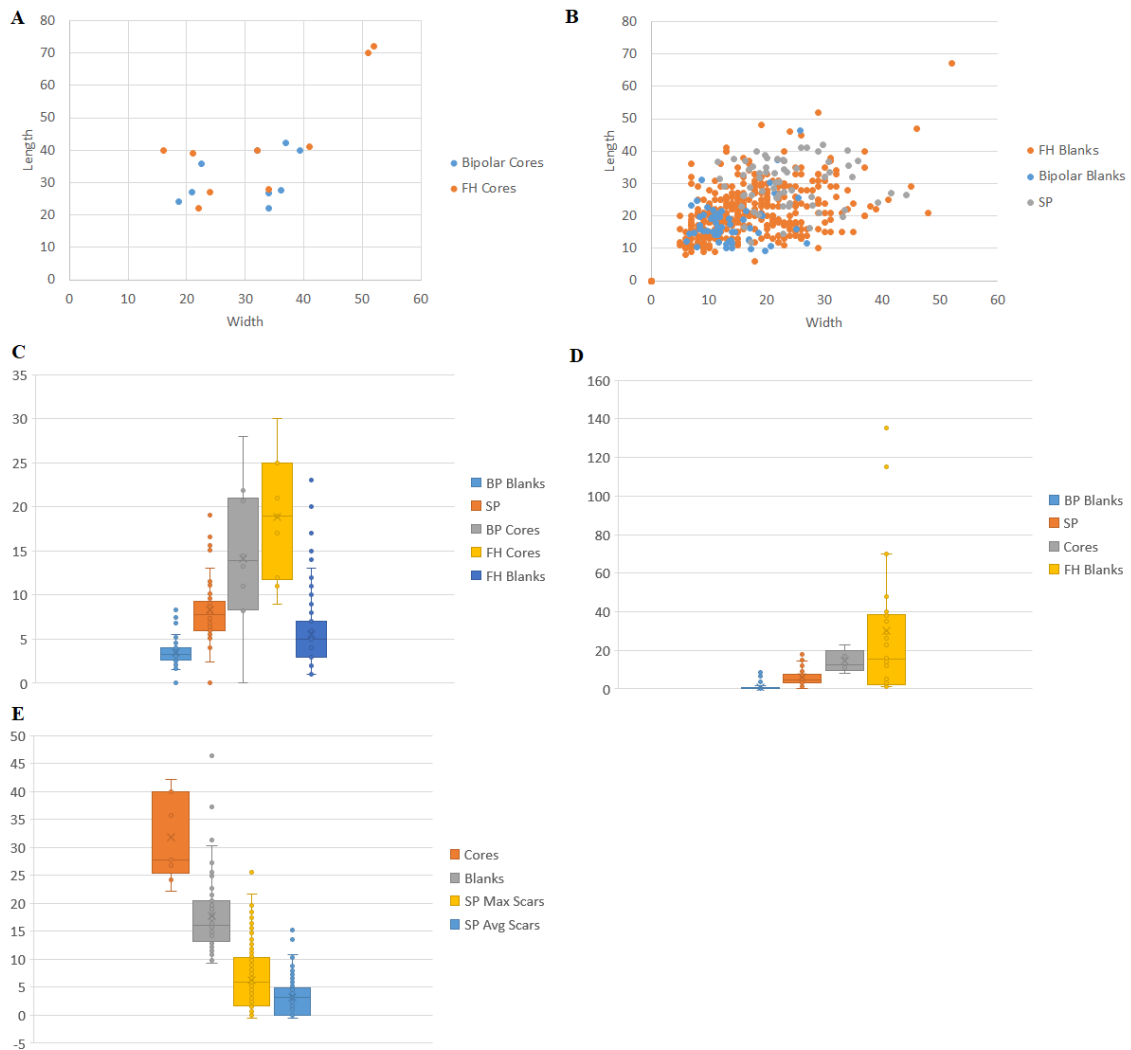 A
80
70
60
50
40
30
20
10
0
Length
0 10 20 30 40 50 60
Width
Bipolar Cores
FH Cores
B
80
70
60
50
40
30
20
10
0
Length
0 10 20 30 40 50 60
Width
FH Blanks
Bipolar Blanks
SP
C
35
30
25
20
15
10
5
0
BP Blanks
SP
BP Cores
FH Cores
FH Blanks
D
160
140
120
100
80
60
40
20
0
BP Blanks
SP
Cores
FH Blanks
E
50
45
40
35
30
25
20
15
10
5
0
-5
Cores
Blanks
SP Max Scars
SP Avg Scars